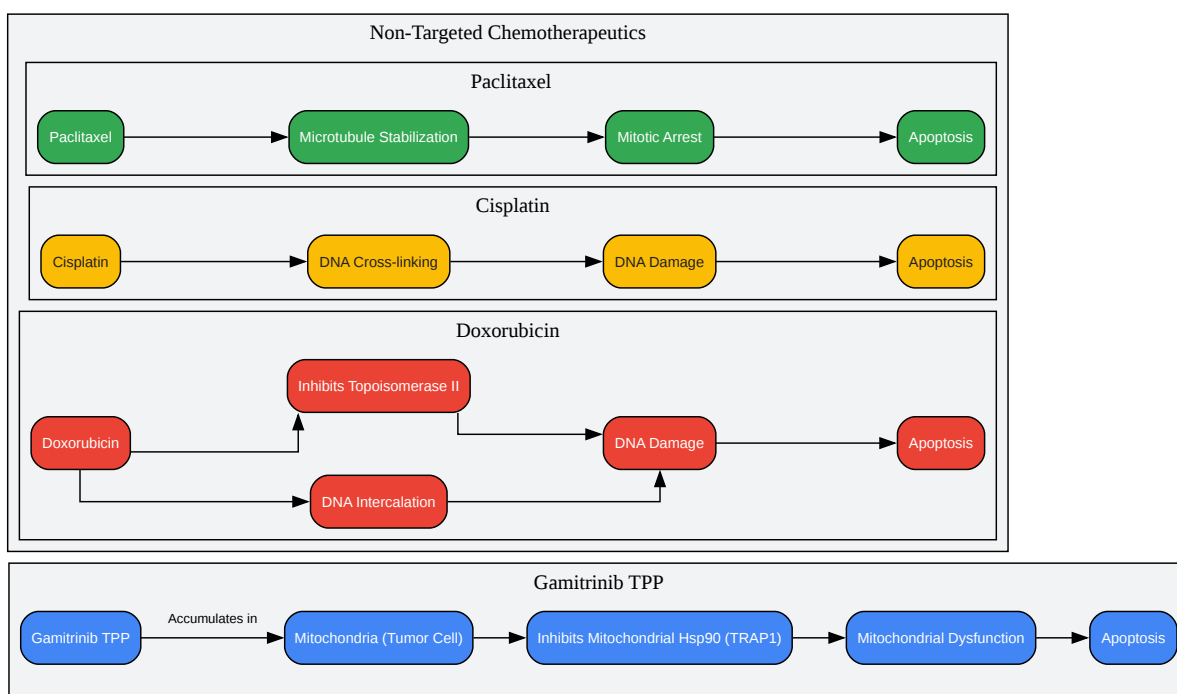 Non-Targeted Chemotherapeutics
Paclitaxel
Paclitaxel
Microtubule Stabilization
Mitotic Arrest
Apoptosis
Cisplatin
Cisplatin
DNA Cross-linking
DNA Damage
Apoptosis
Doxorubicin
Doxorubicin
Inhibits Topoisomerase II
DNA Intercalation
DNA Damage
Apoptosis
Gamitrinib TPP
Gamitrinib TPP
Accumulates in
Mitochondria (Tumor Cell)
Inhibits Mitochondrial Hsp90 (TRAP1)
Mitochondrial Dysfunction
Apoptosis